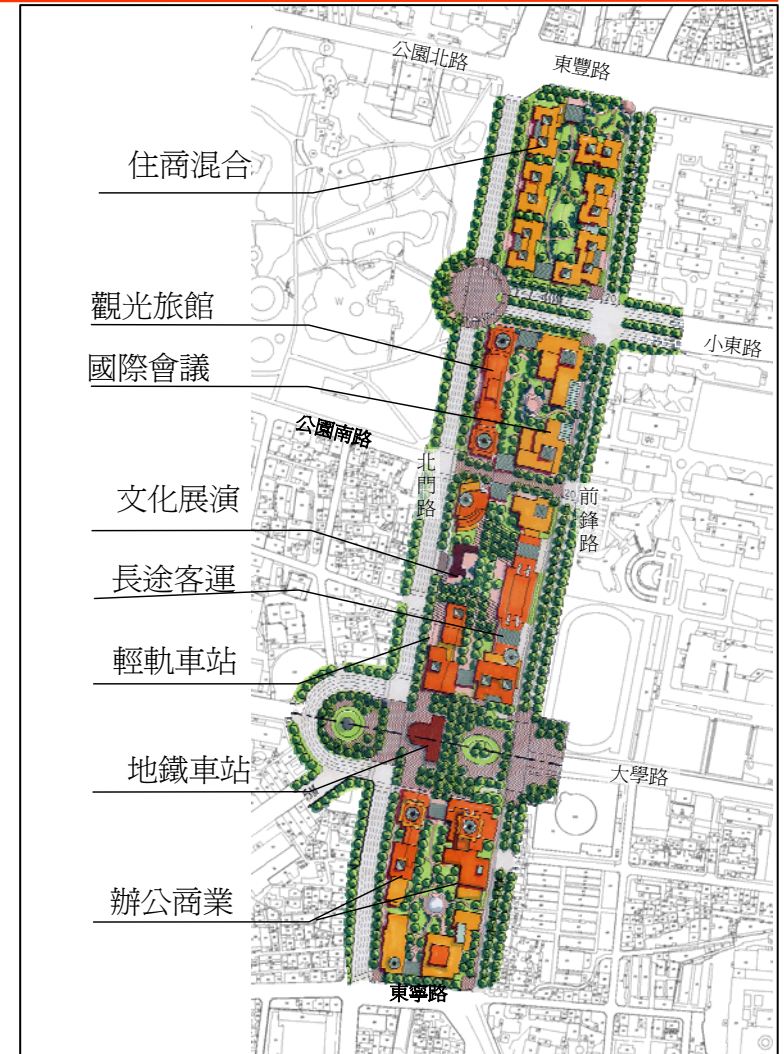 公園北路
東豐路
住商混合
觀光旅館
小東路
國際會議
公園南路
北門路
前鋒路
文化展演
長途客運
輕軌車站
地鐵車站
大學路
辦公商業
東寧路